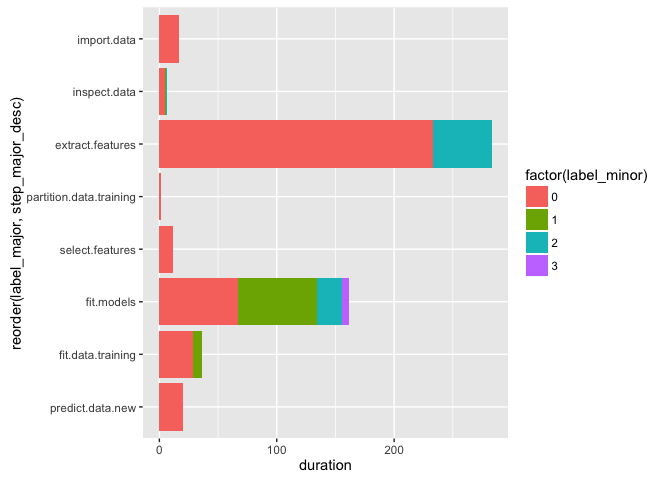 reorder(label_major, step_major_desc)
import.data
inspect.data
extract.features
partition.data.training
select.features
fit.models
fit.data.training
predict.data.new
0 100 200
duration
factor(label_minor)
0
1
2
3